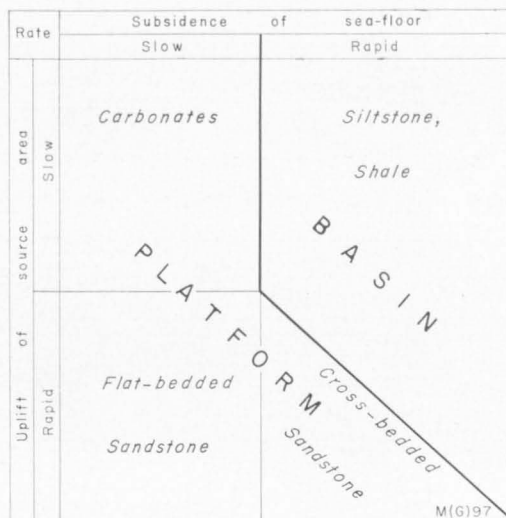 Rate
Subsidence of sea-floor
Slow
Rapid
Uplift of source area
Slow
Rapid
Carbonates
Siltstone,
Shale
PLATFORM
BASIN
Flat-bedded
Sandstone
Cross-bedded
Sandstone
M(G)97